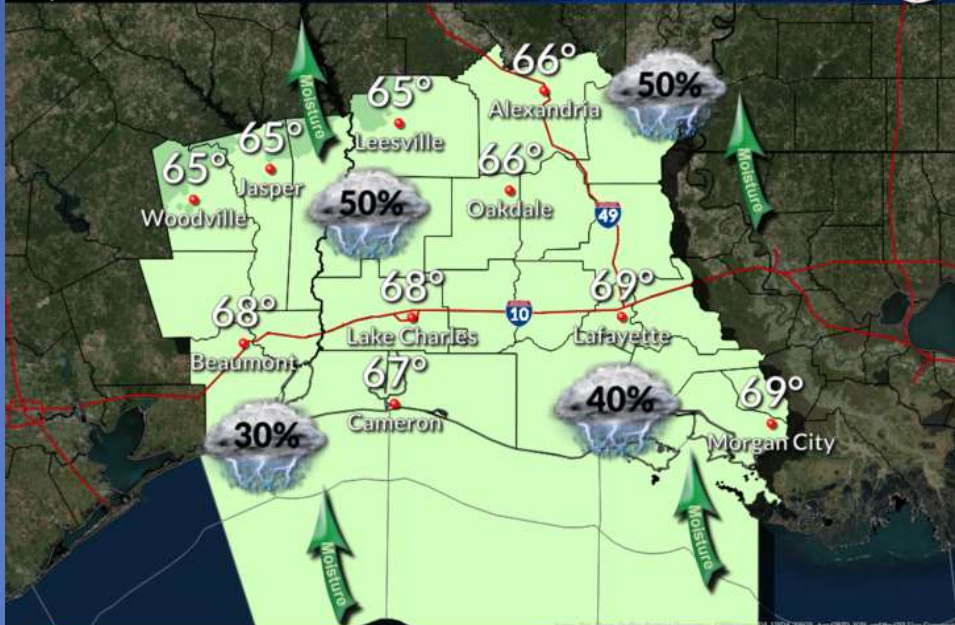 66°
Alexandria
50%
65°
Leesville
Moisture
65°
Jasper
65°
Woodville
66°
Oakdale
Moisture
50%
49
68°
Beaumont
68°
Lake Charles
10
69°
Lafayette
67°
Cameron
40%
69°
Morgan City
30%
Moisture
Moisture